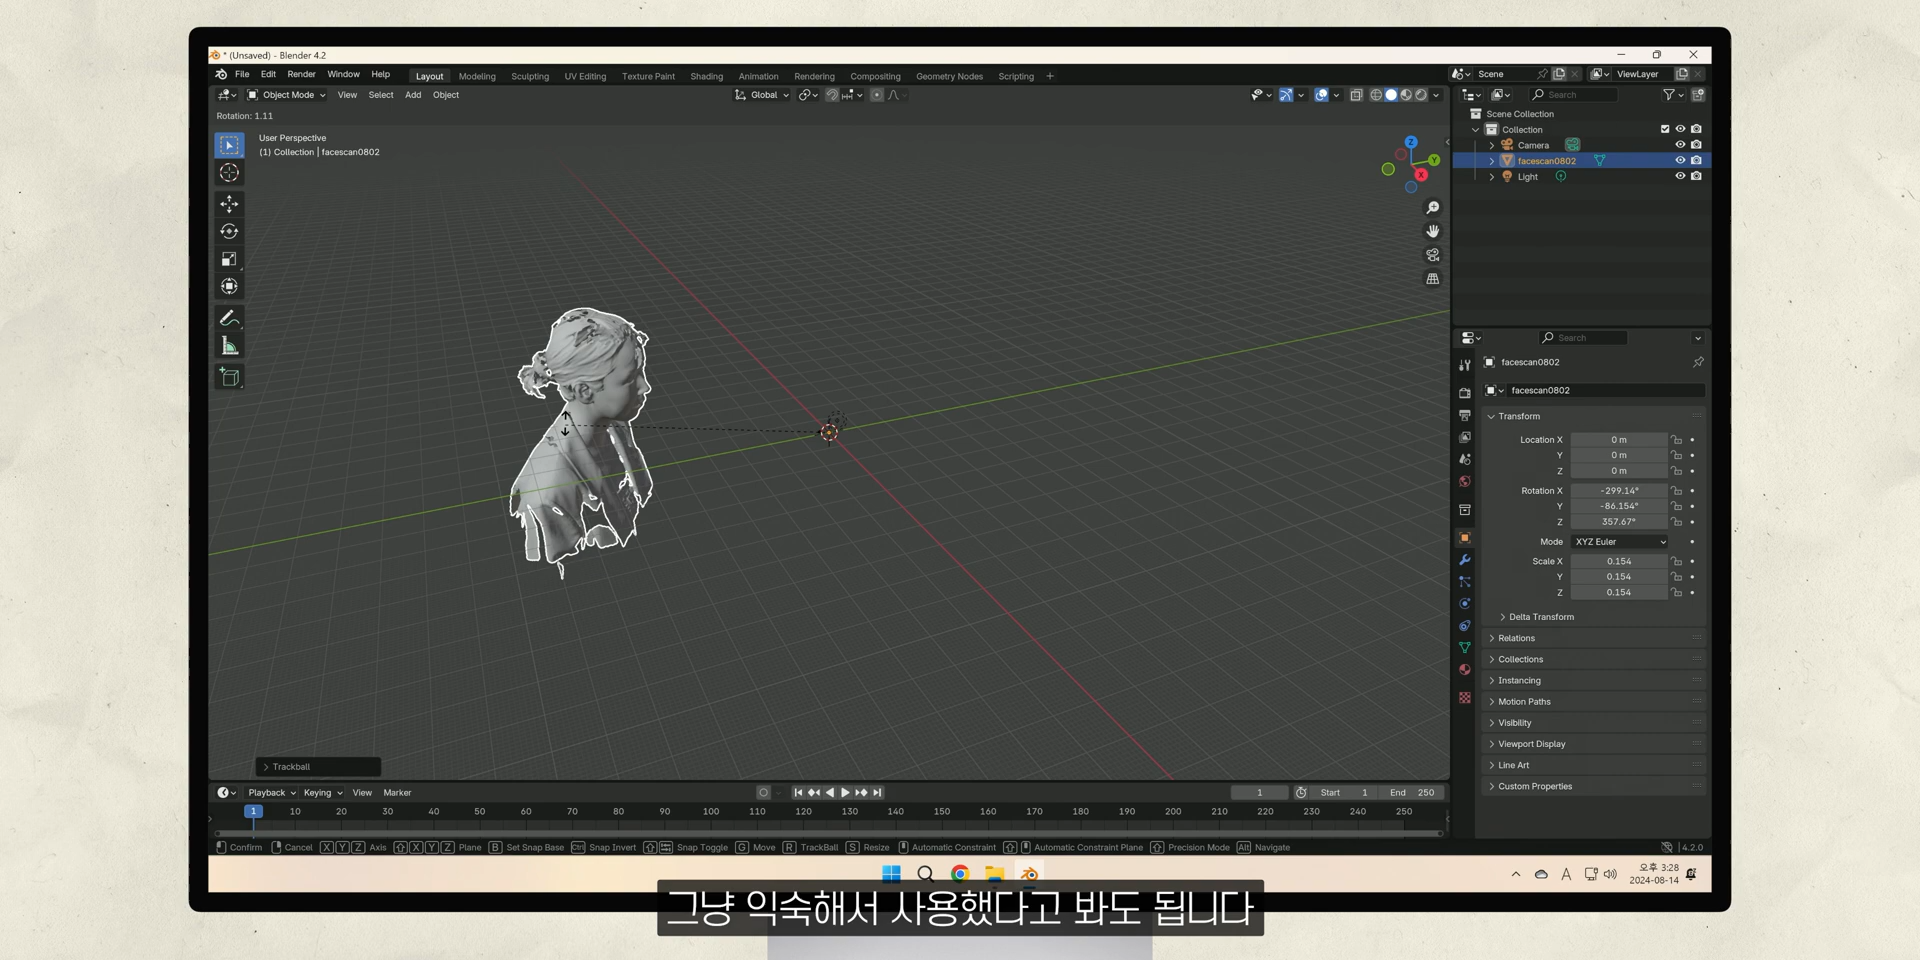 * (Unsaved) - Blender 4.2
File Edit Render Window Help Layout Modeling Sculpting UV Editing Texture Paint Shading Animation Rendering Compositing Geometry Nodes Scripting + Scene ViewLayer
Object Mode View Select Add Object Global Search
Rotation: 1.11
User Perspective
(1) Collection | facescan0802
Z
Y
X
Scene Collection
Collection
Camera
facescan0802
Light
Search
facescan0802
facescan0802
Transform
Location X 0 m
Y 0 m
Z 0 m
Rotation X -299.14°
Y -86.154°
Z 357.67°
Mode XYZ Euler
Scale X 0.154
Y 0.154
Z 0.154
Delta Transform
Relations
Collections
Instancing
Motion Paths
Visibility
Viewport Display
Line Art
Custom Properties
Trackball
Playback Keying View Marker 1 Start 1 End 250
1 10 20 30 40 50 60 70 80 90 100 110 120 130 140 150 160 170 180 190 200 210 220 230 240 250
Confirm Cancel X Y Z Axis X Y Z Plane B Set Snap Base Ctrl Snap Invert Snap Toggle G Move R TrackBall S Resize Automatic Constraint Automatic Constraint Plane Precision Mode Alt Navigate 4.2.0
A 오후 3:28
2024-08-14
그냥 익숙해서 사용했다고 봐도 됩니다